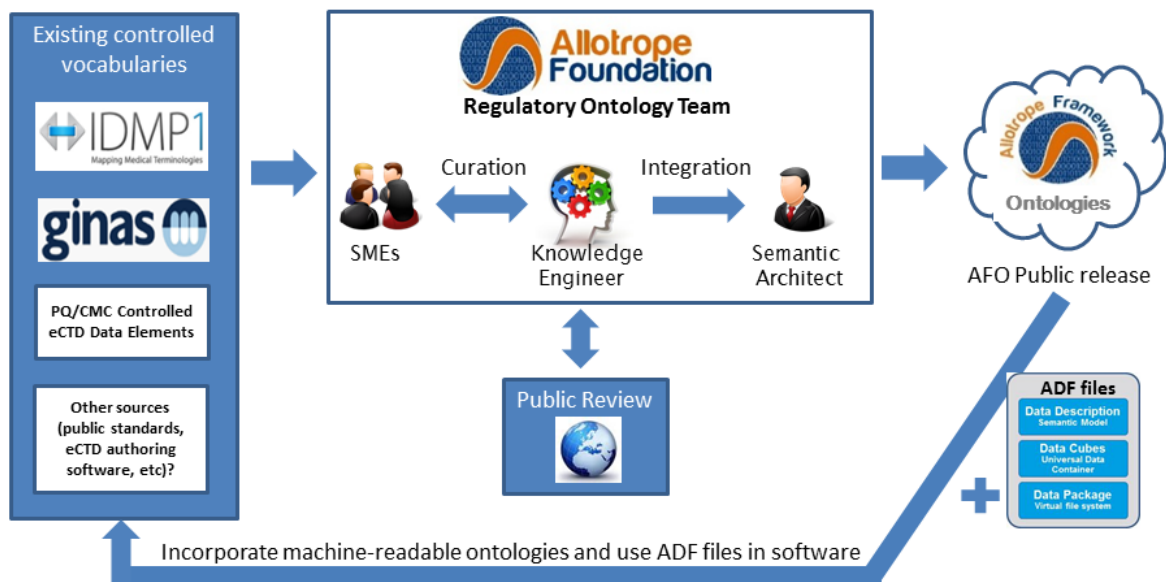 Existing controlled
vocabularies
IDMP1
Mapping Medical Terminologies
ginas
PQ/CMC Controlled
eCTD Data Elements
Other sources
(public standards,
eCTD authoring
software, etc)?
Allotrope
Foundation
Regulatory Ontology Team
Curation
Integration
SMEs
Knowledge
Engineer
Semantic
Architect
Public Review
Allotrope Framework
Ontologies
AFO Public release
ADF files
Data Description
Semantic Model
Data Cubes
Universal Data
Container
Data Package
Virtual file system
Incorporate machine-readable ontologies and use ADF files in software